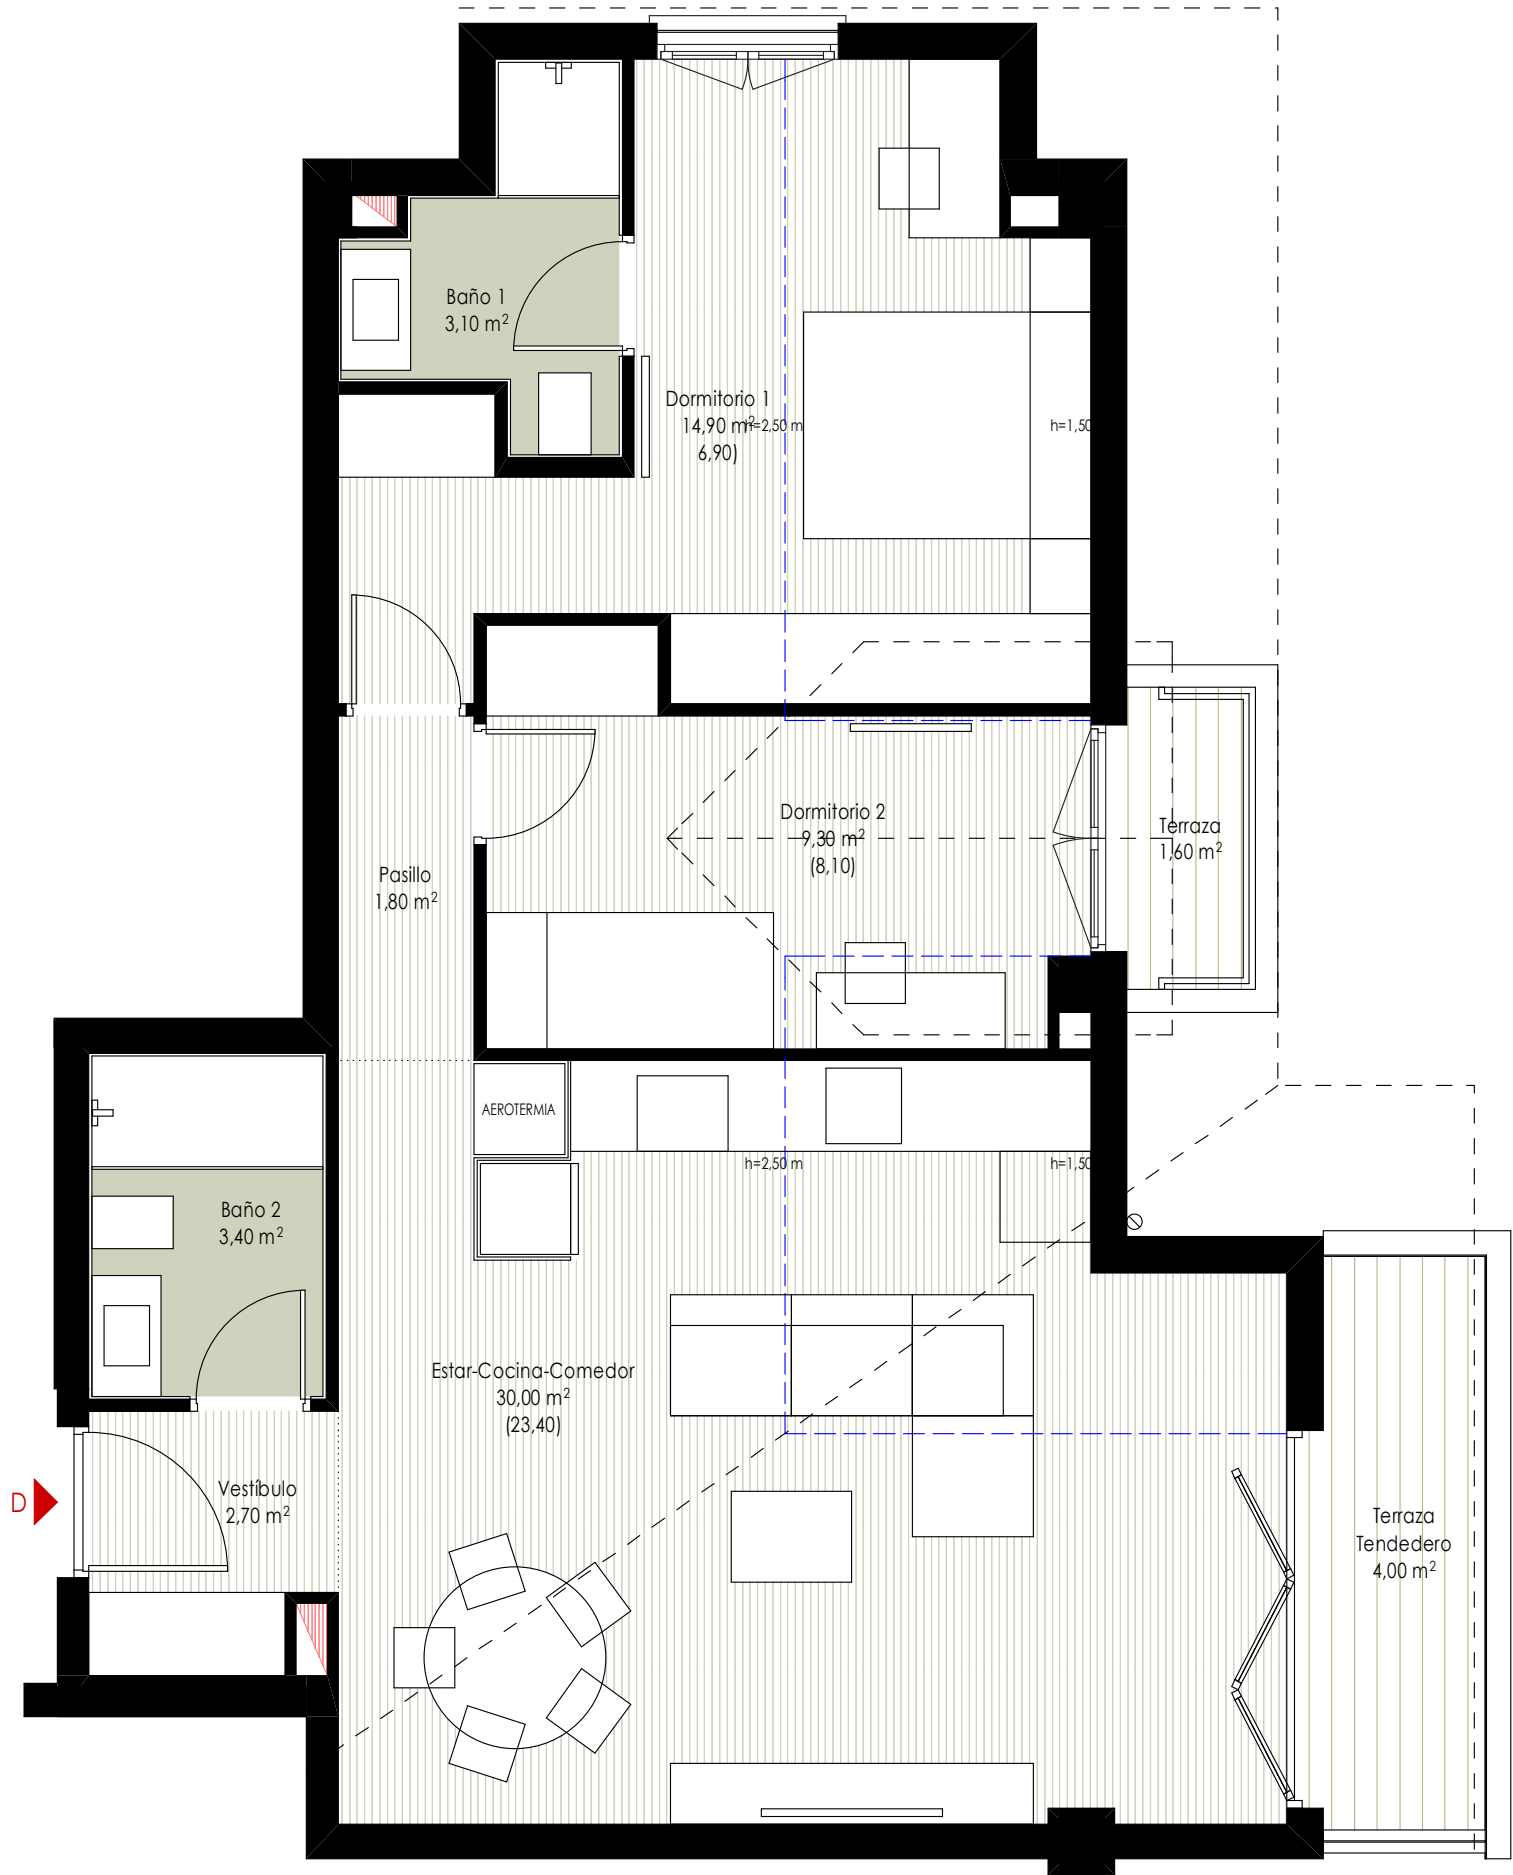 Baño 1
3,10 m²
Dormitorio 1
14,90 m²
6,90)
h=2,50 m
h=1,50
Dormitorio 2
9,30 m²
(8,10)
Terraza
1,60 m²
Pasillo
1,80 m²
AEROTERMIA
h=2,50 m
h=1,50
Baño 2
3,40 m²
Estar-Cocina-Comedor
30,00 m²
(23,40)
Vestíbulo
2,70 m²
D
Terraza
Tendedero
4,00 m²